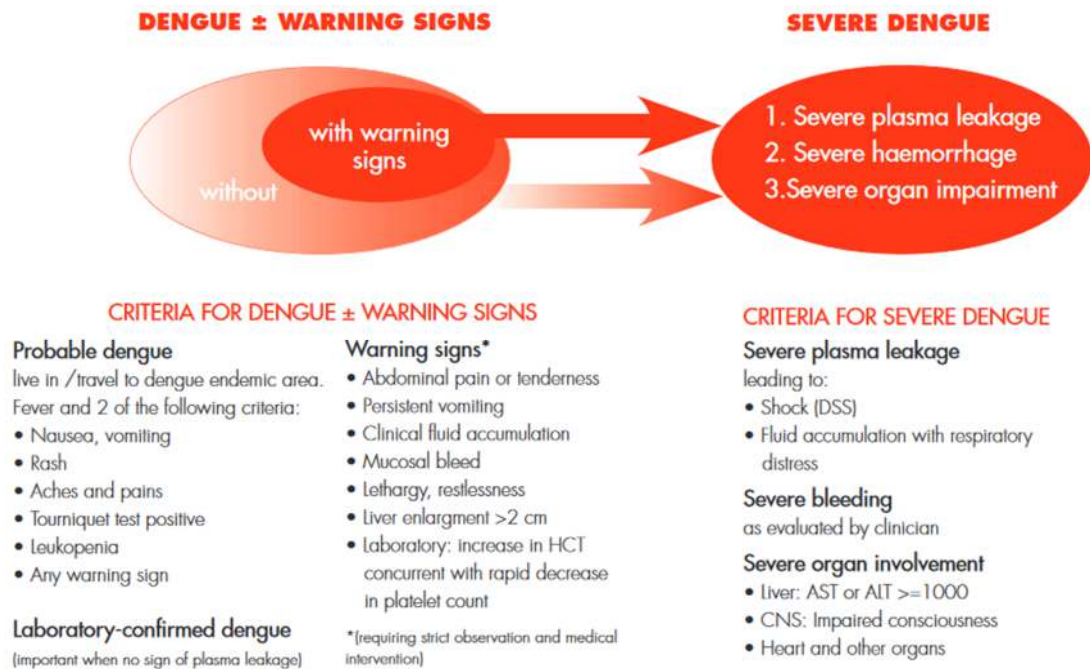 DENGUE ± WARNING SIGNS
SEVERE DENGUE
with warning
signs
without
1. Severe plasma leakage
2. Severe haemorrhage
3.Severe organ impairment
CRITERIA FOR DENGUE ± WARNING SIGNS
Probable dengue
live in /travel to dengue endemic area.
Fever and 2 of the following criteria:
• Nausea, vomiting
• Rash
• Aches and pains
• Tourniquet test positive
• Leukopenia
• Any warning sign
Laboratory-confirmed dengue
(important when no sign of plasma leakage)
Warning signs*
• Abdominal pain or tenderness
• Persistent vomiting
• Clinical fluid accumulation
• Mucosal bleed
• Lethargy, restlessness
• Liver enlargment >2 cm
• Laboratory: increase in HCT
concurrent with rapid decrease
in platelet count
*(requiring strict observation and medical
intervention)
CRITERIA FOR SEVERE DENGUE
Severe plasma leakage
leading to:
• Shock (DSS)
• Fluid accumulation with respiratory
distress
Severe bleeding
as evaluated by clinician
Severe organ involvement
• Liver: AST or ALT >=1000
• CNS: Impaired consciousness
• Heart and other organs